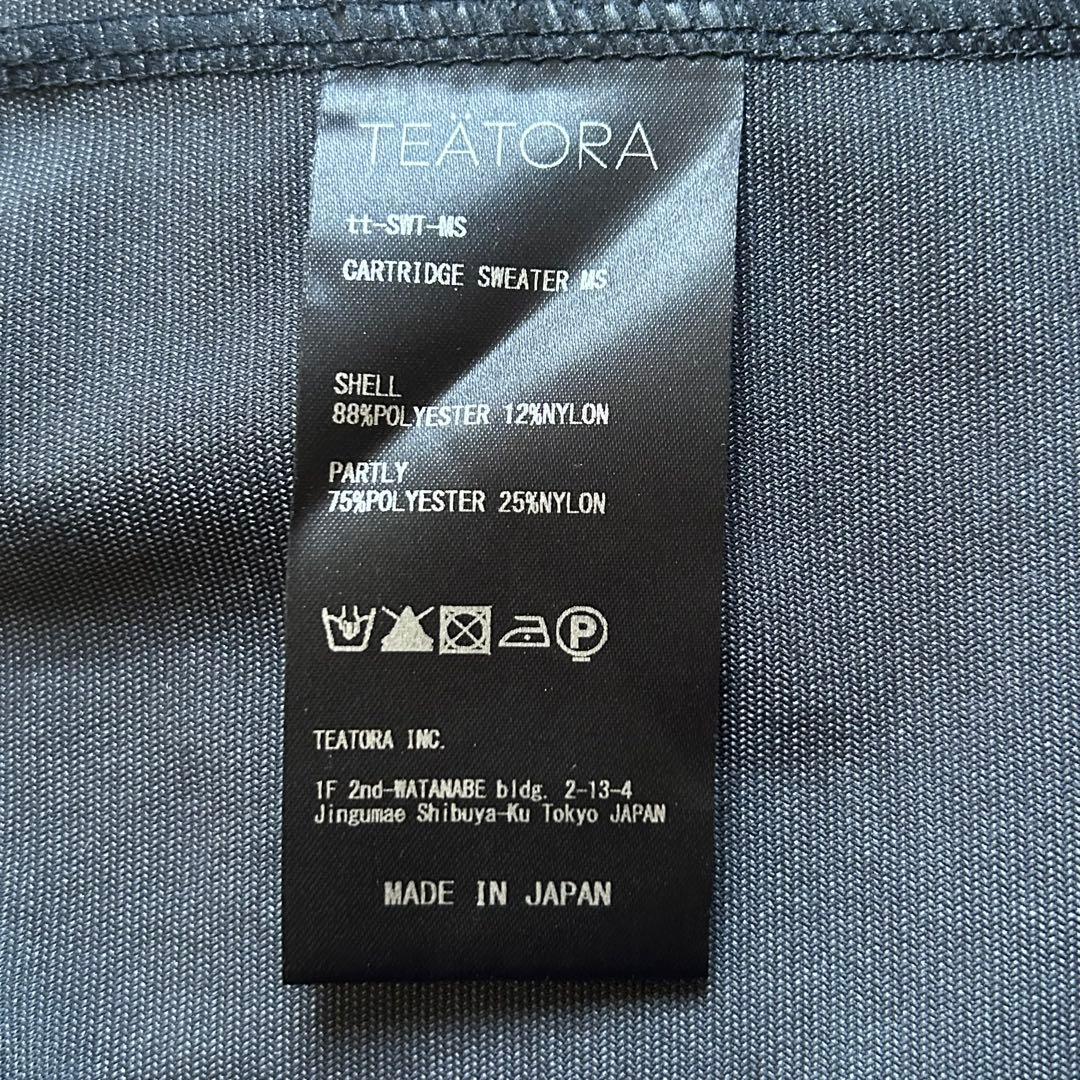 TEÄTORA
tt-SWT-MS
CARTRIDGE SWEATER MS
SHELL
88%POLYESTER 12%NYLON
PARTLY
75%POLYESTER 25%NYLON
P
TEATORA INC.
1F 2nd-WATANABE bldg. 2-13-4
Jingumae Shibuya-Ku Tokyo JAPAN
MADE IN JAPAN